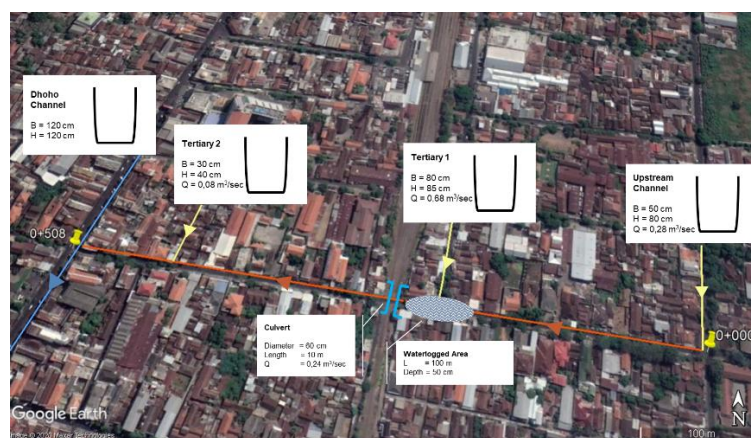 Dhoho
Channel
B = 120 cm
H = 120 cm
Tertiary 2
B = 30 cm
H = 40 cm
Q = 0,08 m³/sec
Tertiary 1
B = 80 cm
H = 85 cm
Q = 0,68 m³/sec
Upstream
Channel
B = 50 cm
H = 80 cm
Q = 0,28 m³/sec
0+508
0+000
Culvert
Diameter = 60 cm
Length = 10 m
Q = 0,24 m³/sec
Waterlogged Area
L = 100 m
Depth = 50 cm
Google Earth
N
100 m